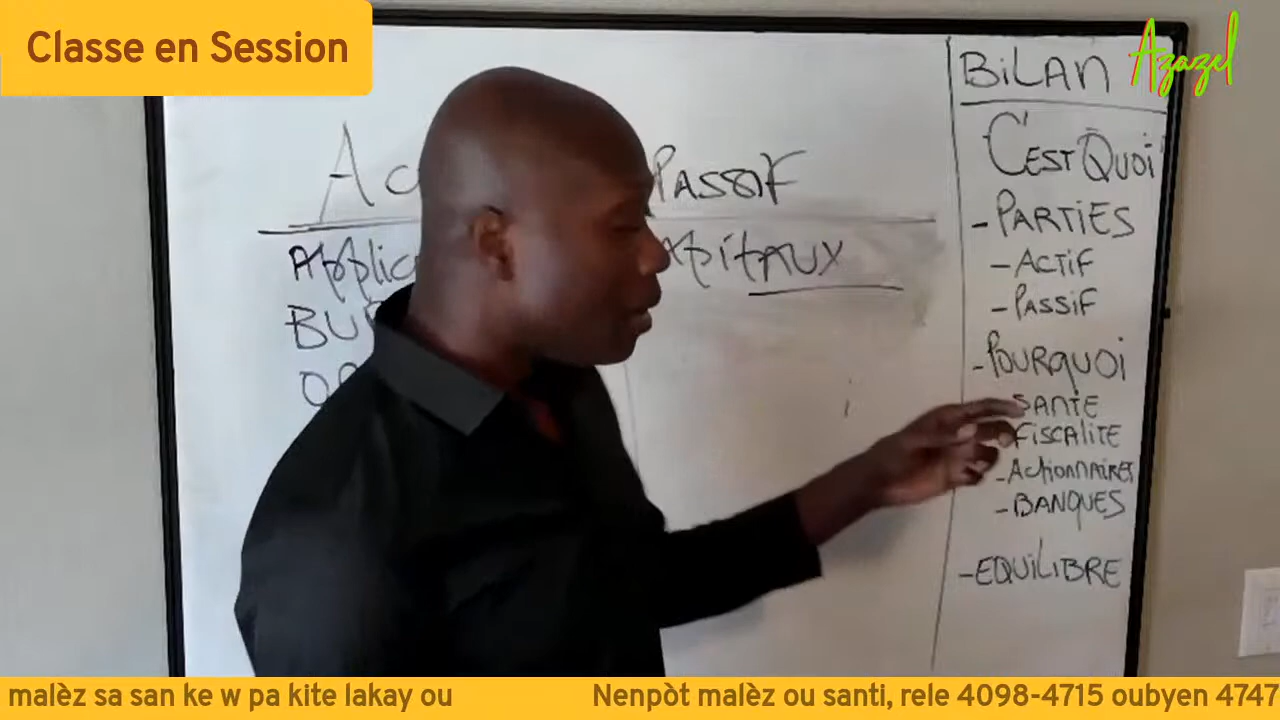 Classe en Session
Azazel
BiLAN
C'EST QUOI
- PARTiES
- ACTiF
- PASSiF
- POURQUOi
- SANTE
- FiSCALiTE
- ActionnAiRES
- BANQUES
- EQUiLiBRE
PASSiF
malèz sa san ke w pa kite lakay ou
Nenpòt malèz ou santi, rele 4098-4715 oubyen 4747